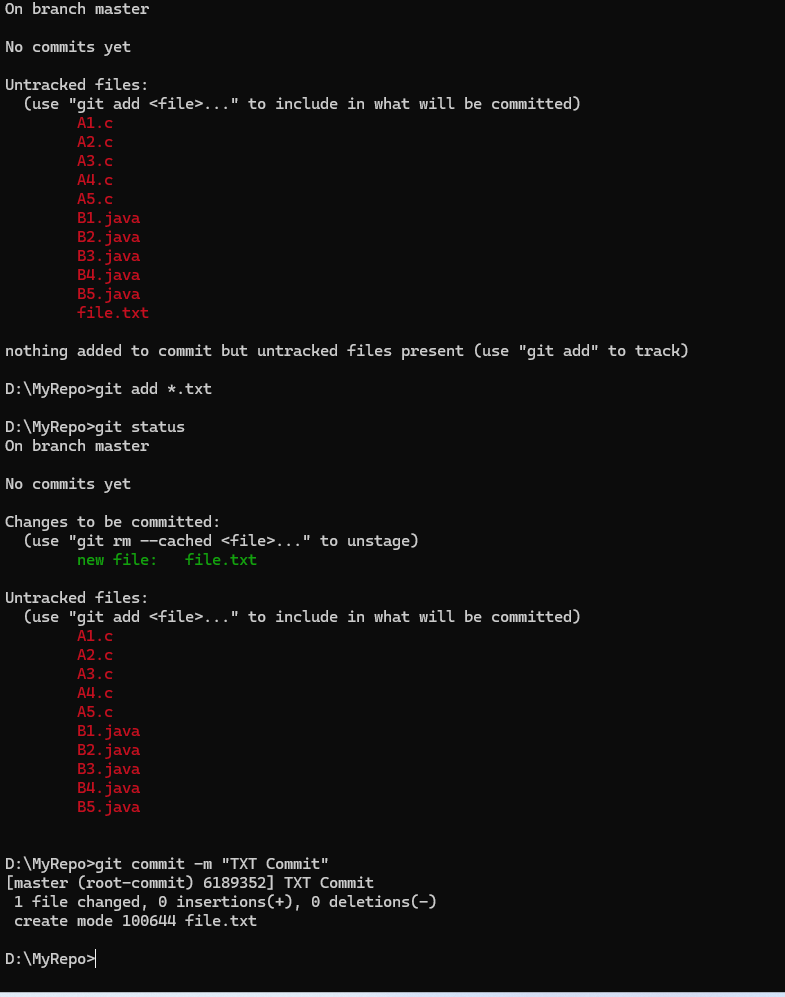 On branch master
No commits yet
Untracked files:
(use "git add <file>..." to include in what will be committed)
A1.c
A2.c
A3.c
A4.c
A5.c
B1.java
B2.java
B3.java
B4.java
B5.java
file.txt
nothing added to commit but untracked files present (use "git add" to track)
D:\MyRepo>git add *.txt
D:\MyRepo>git status
On branch master
No commits yet
Changes to be committed:
(use "git rm --cached <file>..." to unstage)
new file:   file.txt
Untracked files:
(use "git add <file>..." to include in what will be committed)
A1.c
A2.c
A3.c
A4.c
A5.c
B1.java
B2.java
B3.java
B4.java
B5.java
D:\MyRepo>git commit -m "TXT Commit"
[master (root-commit) 6189352] TXT Commit
1 file changed, 0 insertions(+), 0 deletions(-)
create mode 100644 file.txt
D:\MyRepo>